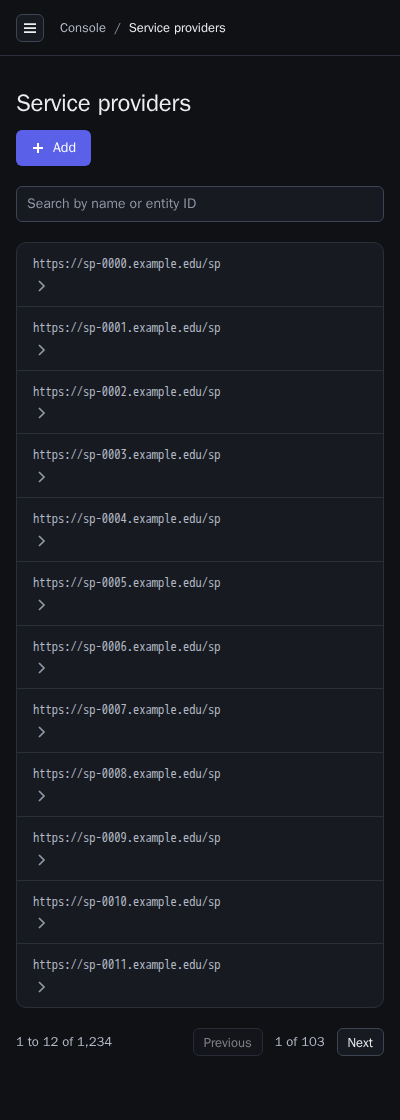 Console / Service providers
Service providers
Add
Search by name or entity ID
https://sp-0000.example.edu/sp
https://sp-0001.example.edu/sp
https://sp-0002.example.edu/sp
https://sp-0003.example.edu/sp
https://sp-0004.example.edu/sp
https://sp-0005.example.edu/sp
https://sp-0006.example.edu/sp
https://sp-0007.example.edu/sp
https://sp-0008.example.edu/sp
https://sp-0009.example.edu/sp
https://sp-0010.example.edu/sp
https://sp-0011.example.edu/sp
1 to 12 of 1,234 Previous 1 of 103 Next